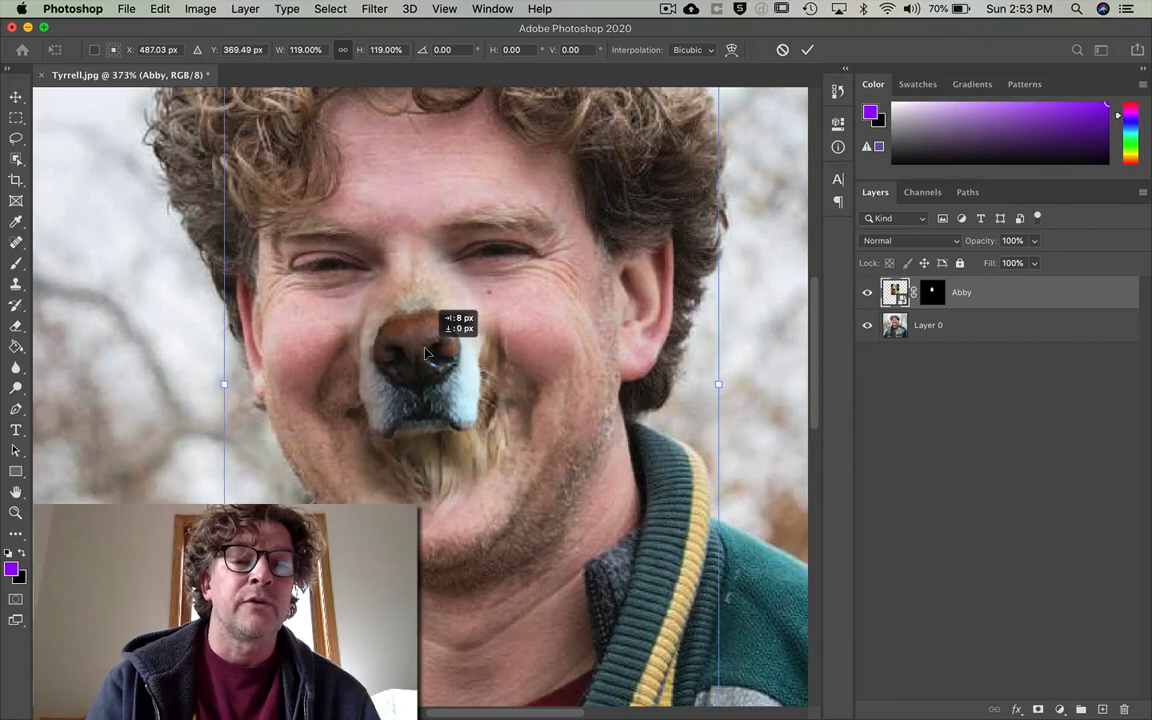 Photoshop File Edit Image Layer Type Select Filter 3D View Window Help 70% Sun 2:53 PM
Adobe Photoshop 2020
X: 487.03 px Y: 369.49 px W: 119.00% H: 119.00% 0.00 ° H: 0.00 ° V: 0.00 ° Interpolation: Bicubic
Tyrrell.jpg @ 373% (Abby, RGB/8) *
Color Swatches Gradients Patterns
Layers Channels Paths
Kind
Normal Opacity: 100%
Lock: Fill: 100%
Abby
Layer 0
: 8 px
: 0 px